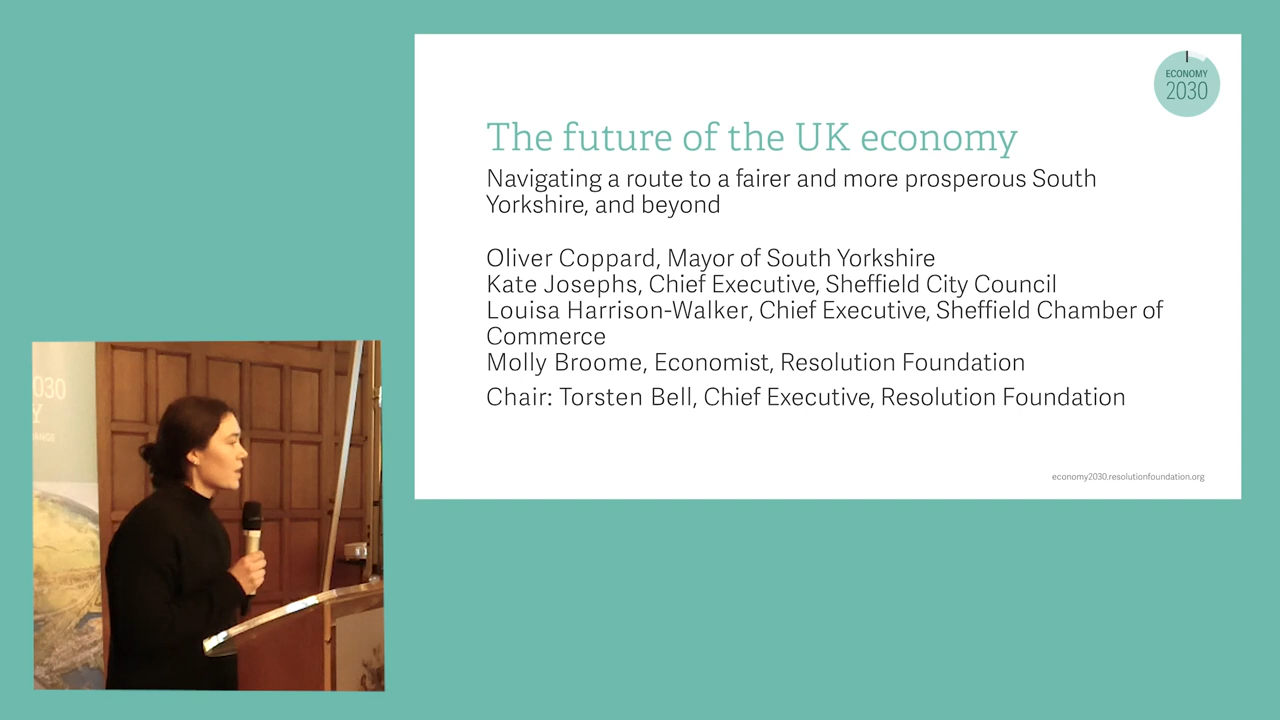 ECONOMY
2030
The future of the UK economy
Navigating a route to a fairer and more prosperous South
Yorkshire, and beyond
Oliver Coppard, Mayor of South Yorkshire
Kate Josephs, Chief Executive, Sheffield City Council
Louisa Harrison-Walker, Chief Executive, Sheffield Chamber of
Commerce
Molly Broome, Economist, Resolution Foundation
Chair: Torsten Bell, Chief Executive, Resolution Foundation
economy2030.resolutionfoundation.org
030
Y